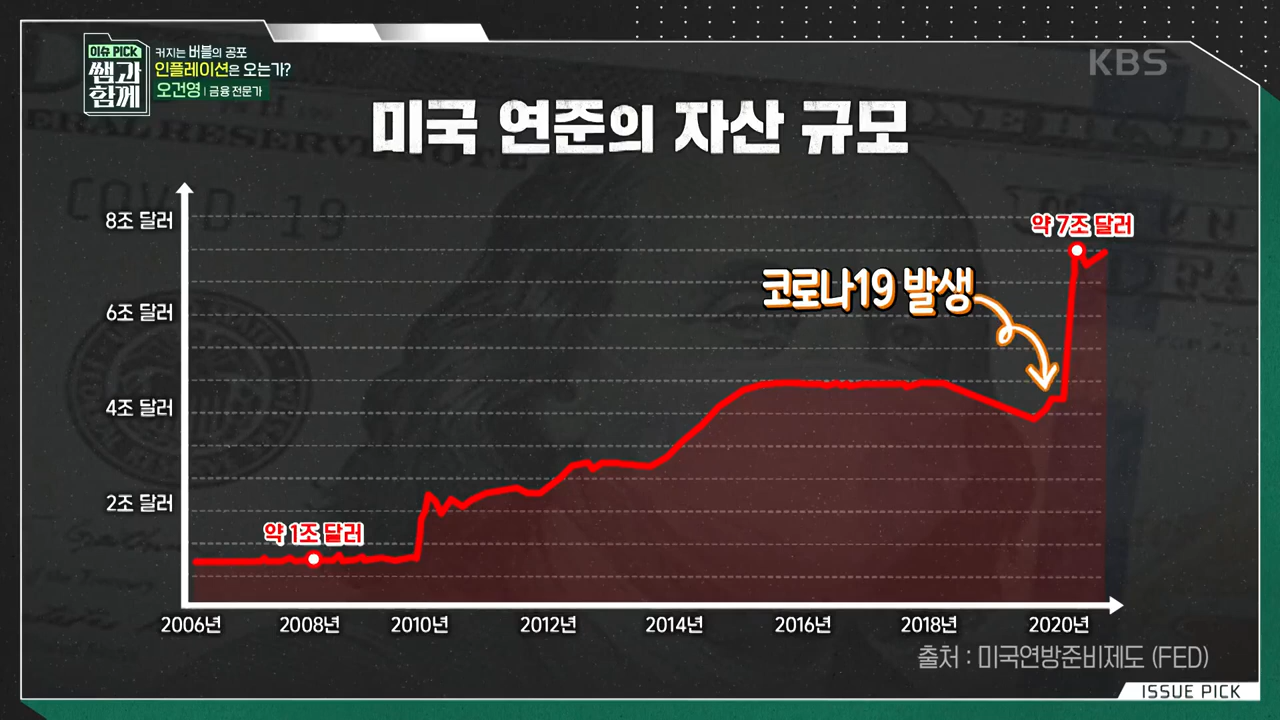 이슈 PICK
쌤과
함께
커지는 버블의 공포
인플레이션은 오는가?
오건영 | 금융 전문가
KBS
미국 연준의 자산 규모
COVID-19
8조 달러
약 7조 달러
코로나19 발생
6조 달러
4조 달러
2조 달러
약 1조 달러
2006년 2008년 2010년 2012년 2014년 2016년 2018년 2020년
출처 : 미국연방준비제도 (FED)
ISSUE PICK